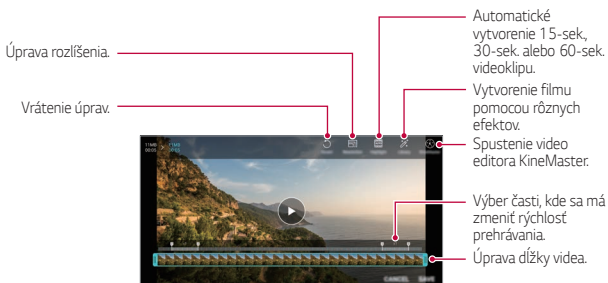 Automatické
vytvorenie 15-sek.,
30-sek. alebo 60-sek.
videoklipu.
Úprava rozlíšenia.
Vytvorenie filmu
pomocou rôznych
efektov.
Vrátenie úprav.
Spustenie video
editora KineMaster.
Výber časti, kde sa má
zmeniť rýchlosť
prehrávania.
Úprava dĺžky videa.
CANCEL SAVE